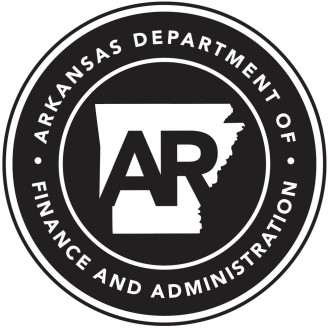 ARKANSAS DEPARTMENT OF
FINANCE AND ADMINISTRATION
AR